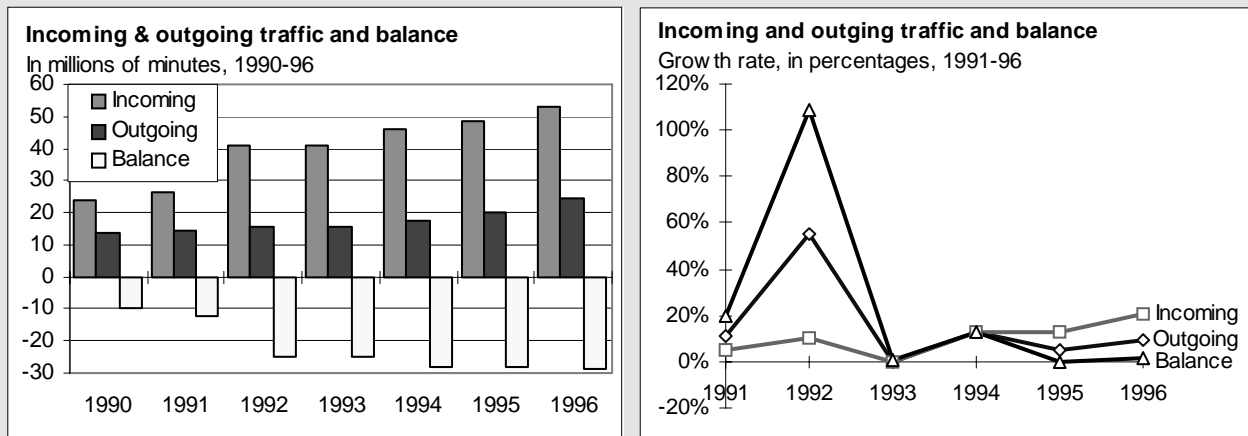 Incoming & outgoing traffic and balance
In millions of minutes, 1990-96
60
50
40
30
20
10
0
-10
-20
-30
Incoming
Outgoing
Balance
1990 1991 1992 1993 1994 1995 1996
Incoming and outging traffic and balance
Growth rate, in percentages, 1991-96
120%
100%
80%
60%
40%
20%
0%
-20%
Incoming
Outgoing
Balance
1991 1992 1993 1994 1995 1996